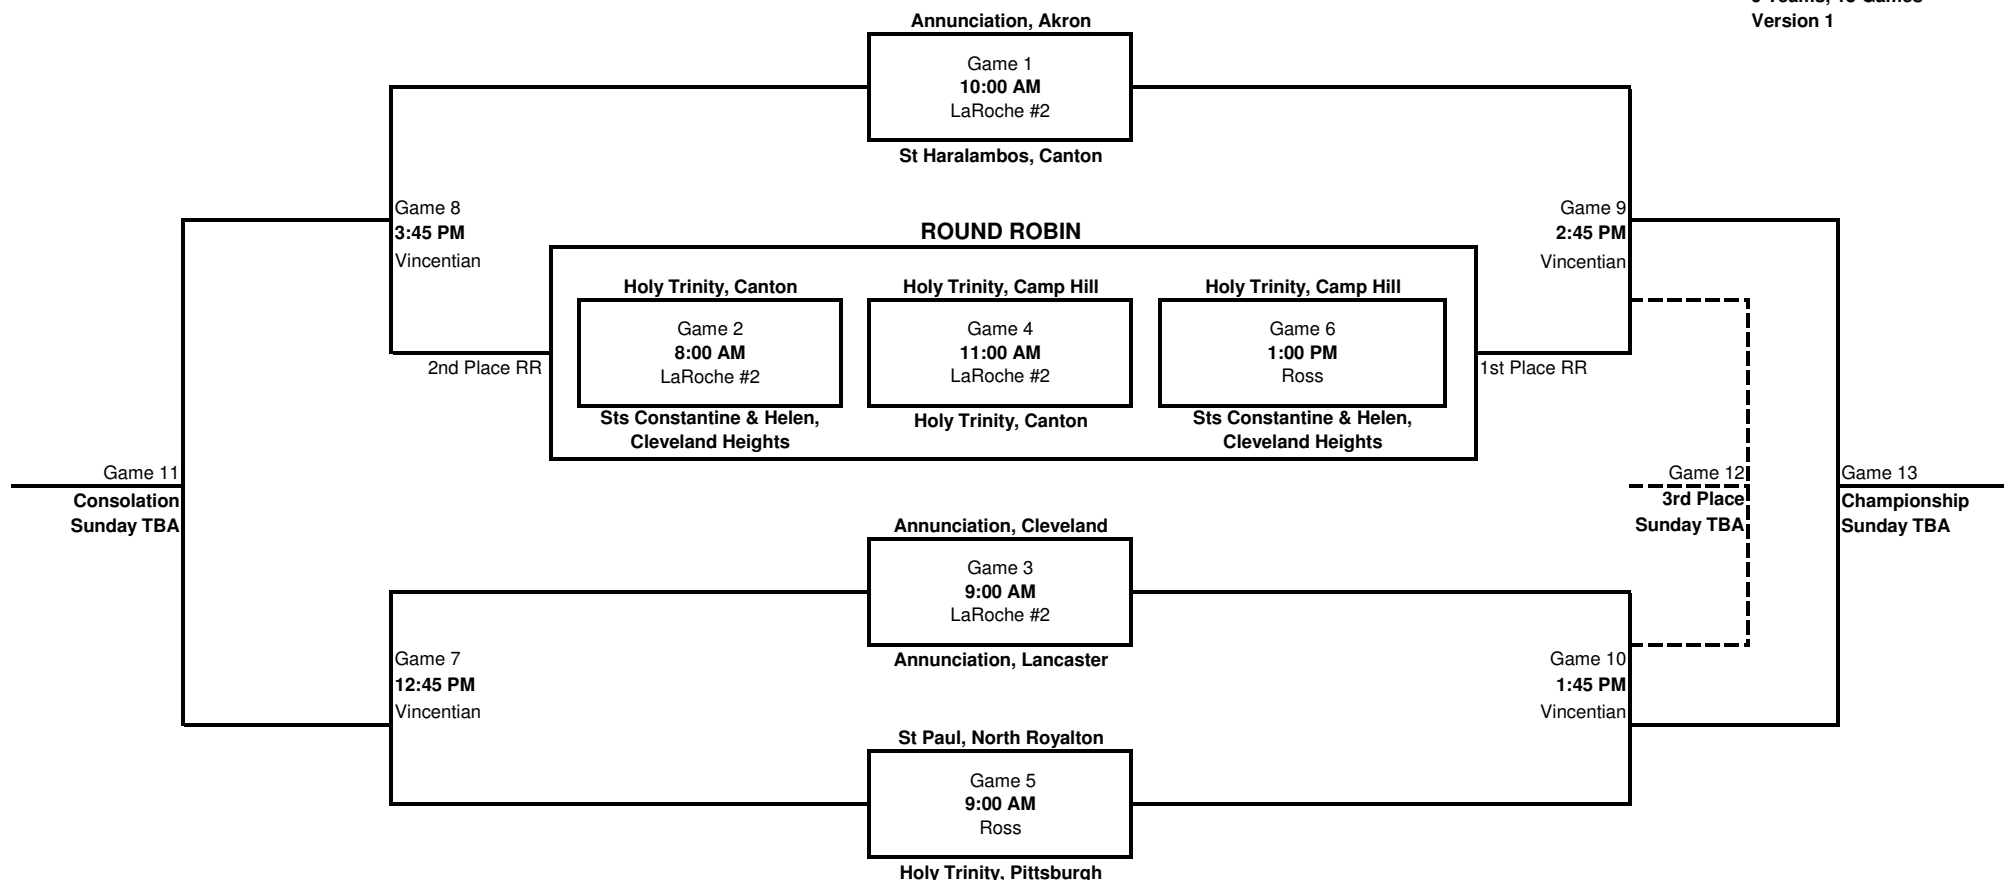 Version 1
Annunciation, Akron
Game 1
10:00 AM
LaRoche #2
St Haralambos, Canton
Game 8
3:45 PM
Vincentian
Game 9
2:45 PM
Vincentian
ROUND ROBIN
Holy Trinity, Canton
Game 2
8:00 AM
LaRoche #2
Sts Constantine & Helen,
Cleveland Heights
Holy Trinity, Camp Hill
Game 4
11:00 AM
LaRoche #2
Holy Trinity, Canton
Holy Trinity, Camp Hill
Game 6
1:00 PM
Ross
Sts Constantine & Helen,
Cleveland Heights
2nd Place RR
1st Place RR
Game 11
Consolation
Sunday TBA
Game 12
3rd Place
Sunday TBA
Game 13
Championship
Sunday TBA
Annunciation, Cleveland
Game 3
9:00 AM
LaRoche #2
Annunciation, Lancaster
Game 7
12:45 PM
Vincentian
Game 10
1:45 PM
Vincentian
St Paul, North Royalton
Game 5
9:00 AM
Ross
Holy Trinity, Pittsburgh